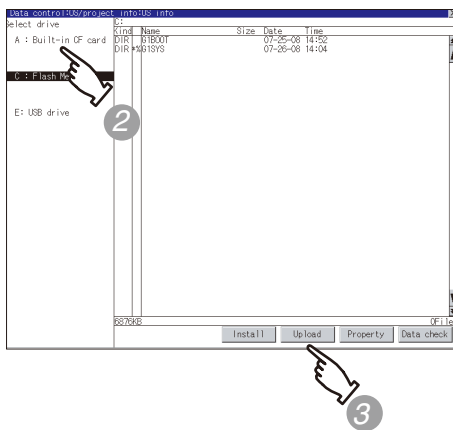 Data control:OS/project info:OS info
Select drive
C:
Kind Name Size Date Time
A : Built-in CF card
DIR G1BOOT 07-25-08 14:52
DIR *%G1SYS 07-26-08 14:04
C : Flash Me
E: USB drive
2
6876KB 0File
Install Upload Property Data check
3